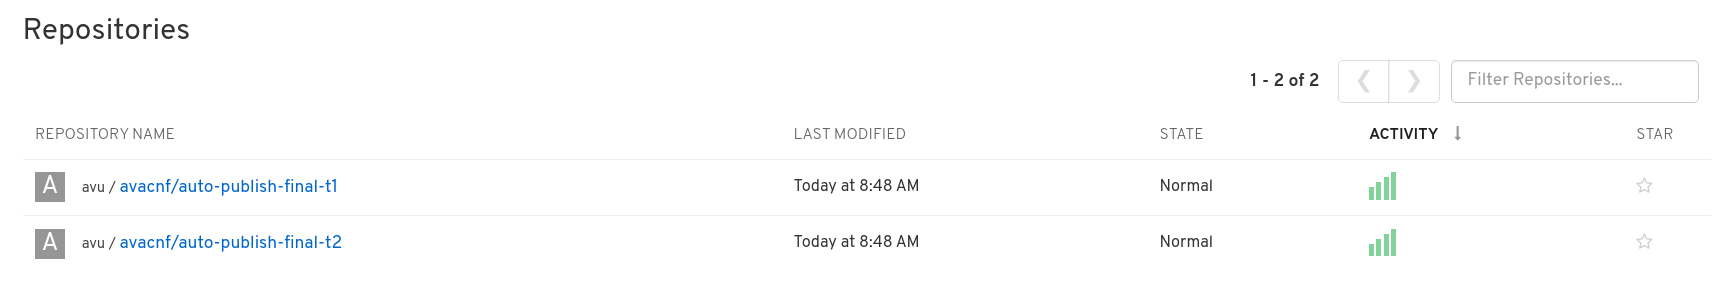 Repositories
1 - 2 of 2
Filter Repositories...
REPOSITORY NAME LAST MODIFIED STATE ACTIVITY ↓ STAR
A avu / avacnf/auto-publish-final-t1 Today at 8:48 AM Normal
A avu / avacnf/auto-publish-final-t2 Today at 8:48 AM Normal